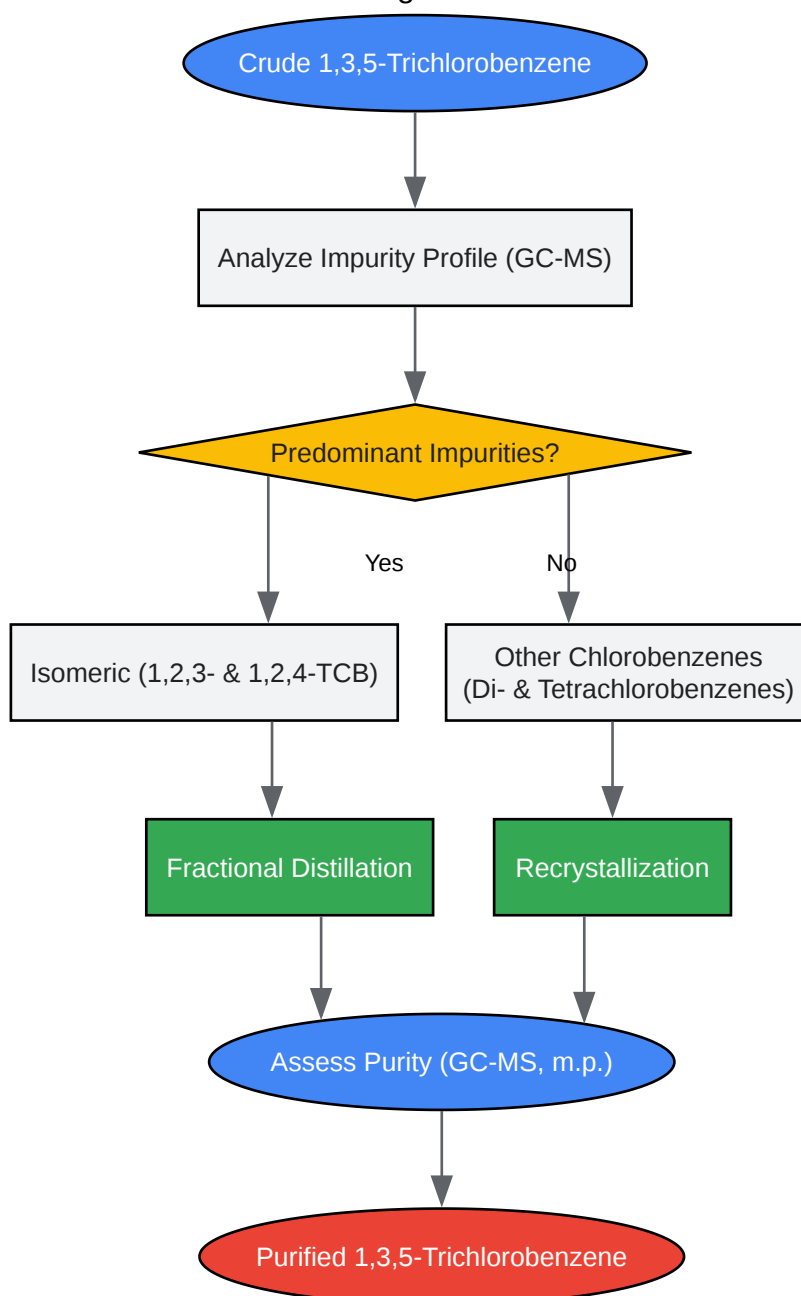 Crude 1,3,5-Trichlorobenzene
Analyze Impurity Profile (GC-MS)
Predominant Impurities?
Yes
No
Isomeric (1,2,3- & 1,2,4-TCB)
Other Chlorobenzenes
(Di- & Tetrachlorobenzenes)
Fractional Distillation
Recrystallization
Assess Purity (GC-MS, m.p.)
Purified 1,3,5-Trichlorobenzene